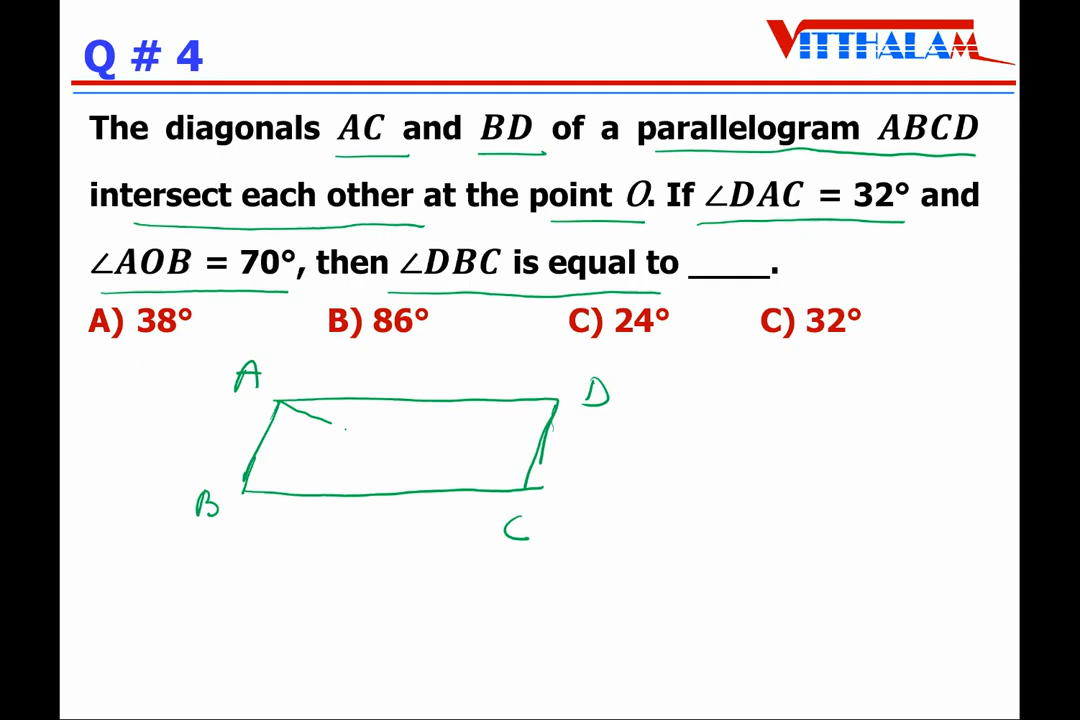 Q # 4
VITTHALAM
The diagonals AC and BD of a parallelogram ABCD
intersect each other at the point O. If ∠DAC = 32° and
∠AOB = 70°, then ∠DBC is equal to ____.
A) 38° B) 86° C) 24° C) 32°
A D
B C